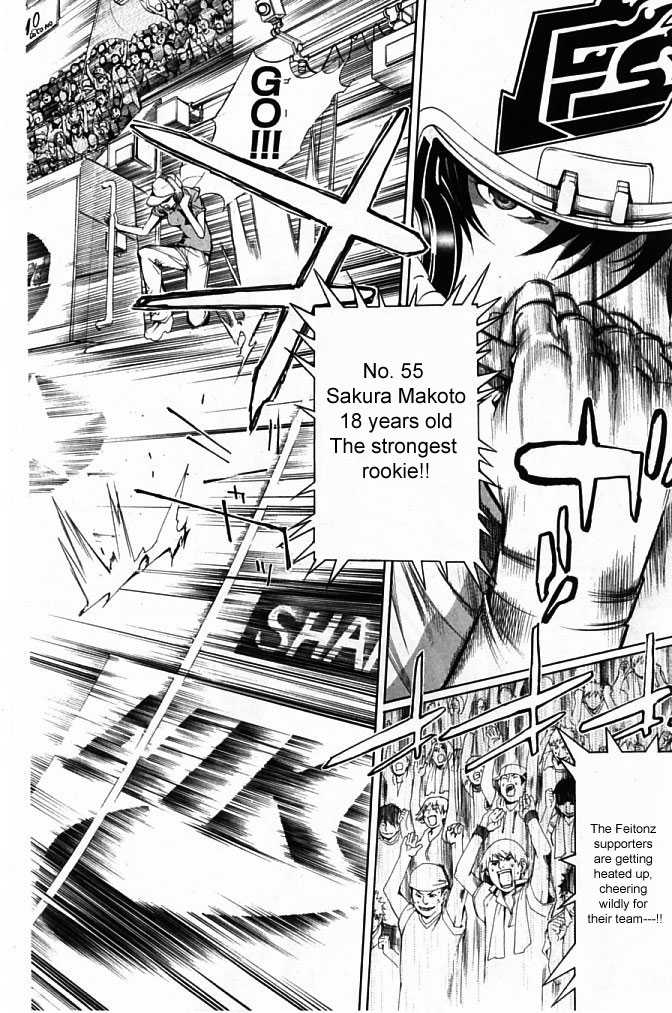 FS
GO!!!
No. 55
Sakura Makoto
18 years old
The strongest
rookie!!
SHA
The Feitonz
supporters
are getting
heated up,
cheering
wildly for
their team---!!